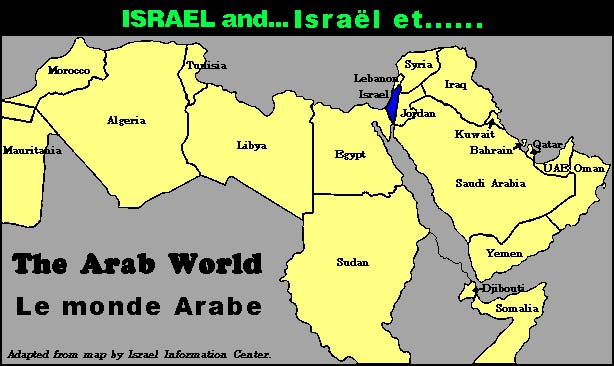 ISRAEL and... Israël et......
Morocco
Tunisia
Algeria
Libya
Mauritania
Egypt
Lebanon
Israel
Syria
Iraq
Jordan
Kuwait
Bahrain
Qatar
UAE
Oman
Saudi Arabia
Yemen
Sudan
Djibouti
Somalia
The Arab World
Le monde Arabe
Adapted from map by Israel Information Center.